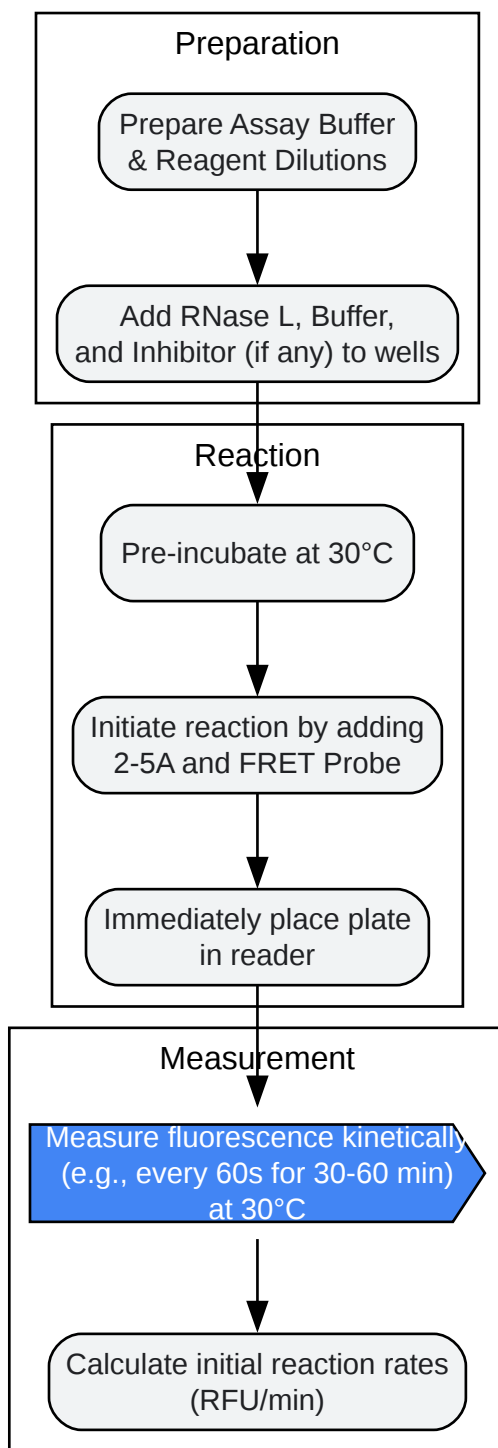 Preparation
Prepare Assay Buffer
& Reagent Dilutions
Add RNase L, Buffer,
and Inhibitor (if any) to wells
Reaction
Pre-incubate at 30°C
Initiate reaction by adding
2-5A and FRET Probe
Immediately place plate
in reader
Measurement
Measure fluorescence kinetically
(e.g., every 60s for 30-60 min)
at 30°C
Calculate initial reaction rates
(RFU/min)